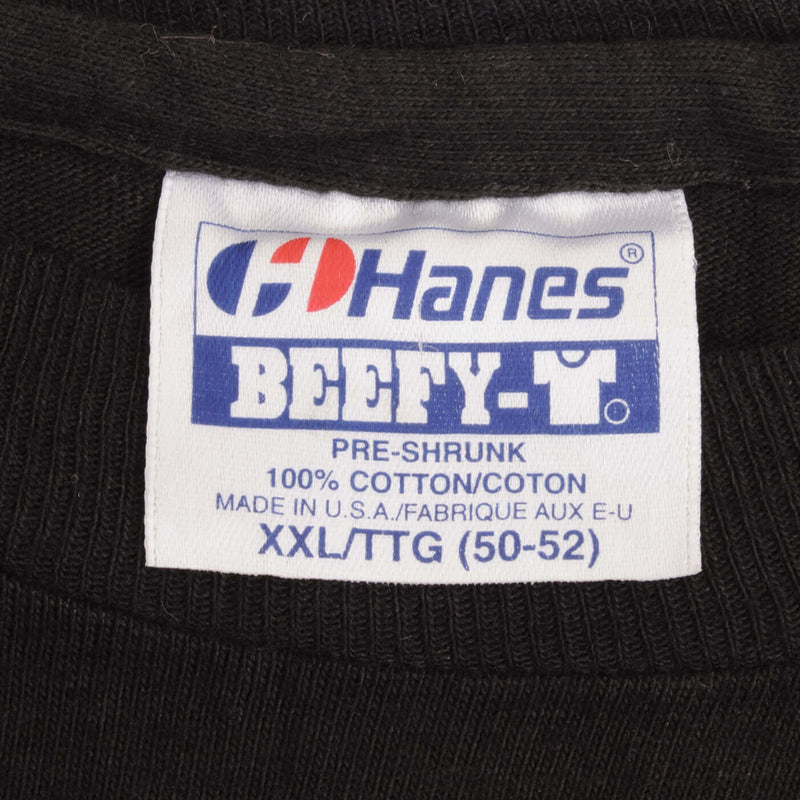 Hanes®
BEEFY-T®
PRE-SHRUNK
100% COTTON/COTON
MADE IN U.S.A./FABRIQUE AUX E-U
XXL/TTG (50-52)